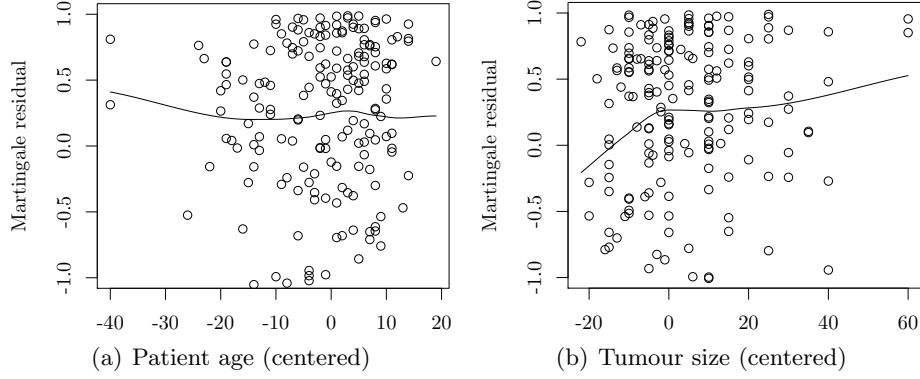 Martingale residual
1.0
0.5
0.0
-0.5
-1.0
-40 -30 -20 -10 0 10 20
(a) Patient age (centered)
Martingale residual
1.0
0.5
0.0
-0.5
-1.0
-20 0 20 40 60
(b) Tumour size (centered)